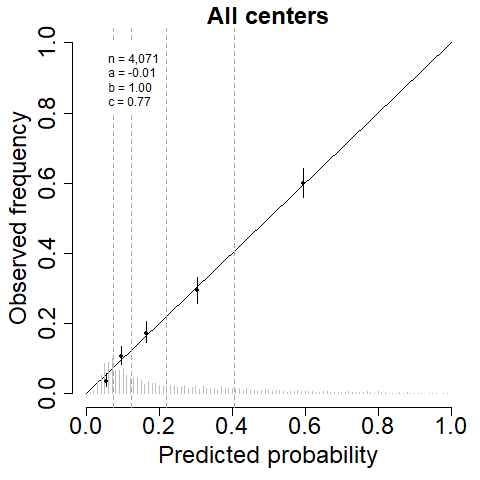 All centers
n = 4,071
a = -0.01
b = 1.00
c = 0.77
Observed frequency
1.0
0.8
0.6
0.4
0.2
0.0
0.0 0.2 0.4 0.6 0.8 1.0
Predicted probability